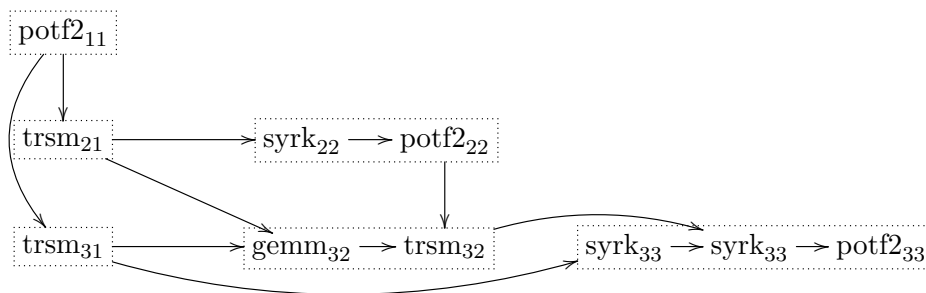 potf2₁₁
trsm₂₁ syrk₂₂ potf2₂₂
trsm₃₁ gemm₃₂ trsm₃₂ syrk₃₃ syrk₃₃ potf2₃₃